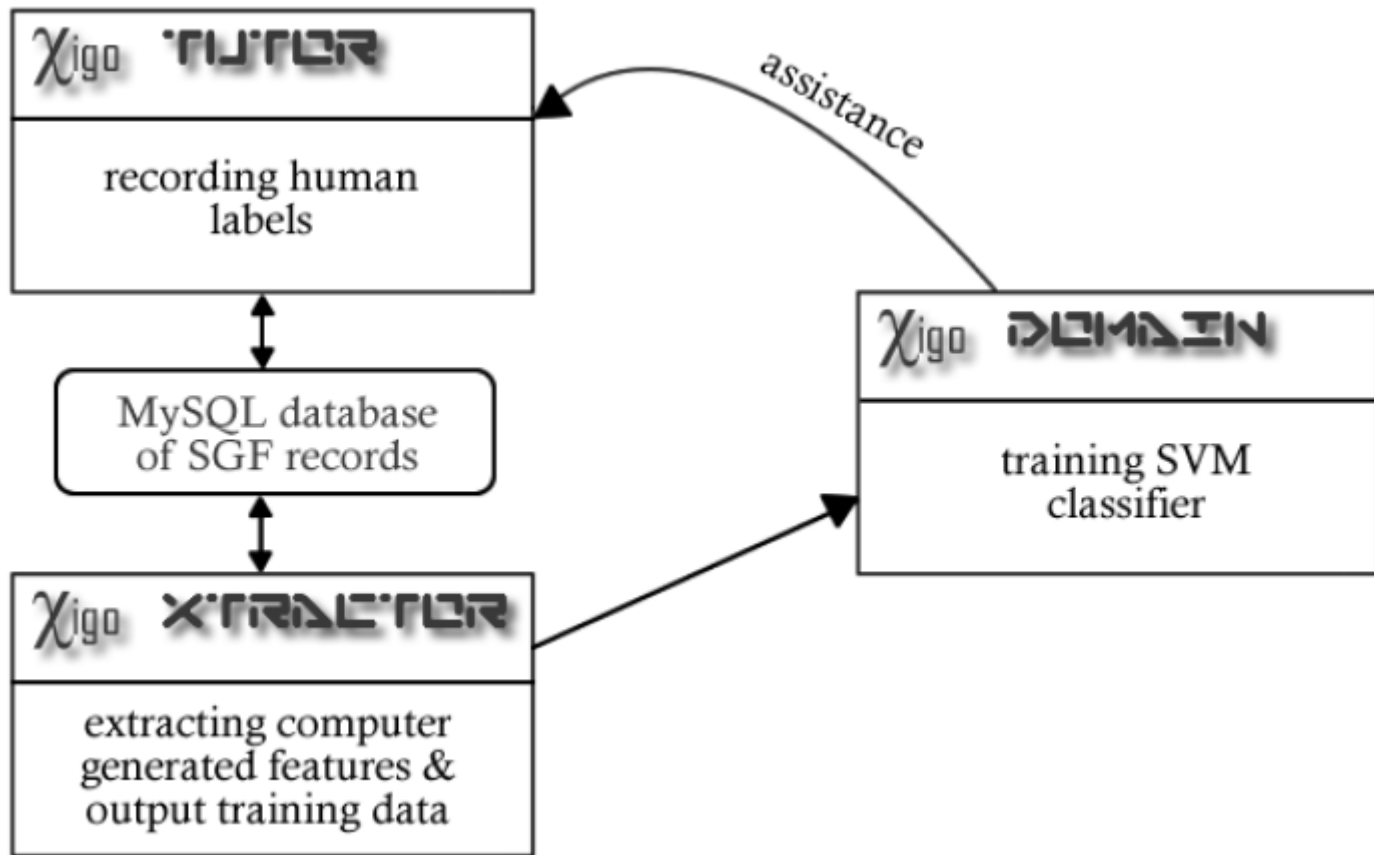 χigo TUTOR
recording human
labels
assistance
MySQL database
of SGF records
χigo DOMAIN
training SVM
classifier
χigo XTRACTOR
extracting computer
generated features &
output training data